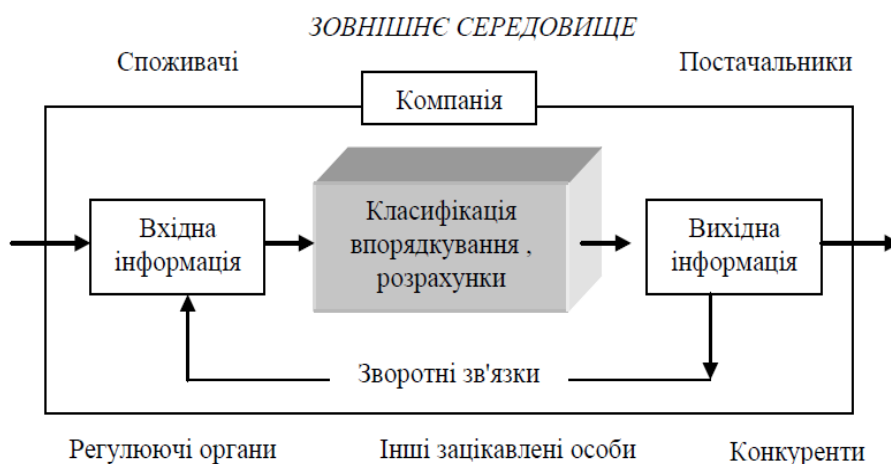 ЗОВНІШНЄ СЕРЕДОВИЩЕ
Споживачі
Постачальники
Компанія
Вхідна
інформація
Класифікація
впорядкування ,
розрахунки
Вихідна
інформація
Зворотні зв'язки
Регулюючі органи
Інші зацікавлені особи
Конкуренти